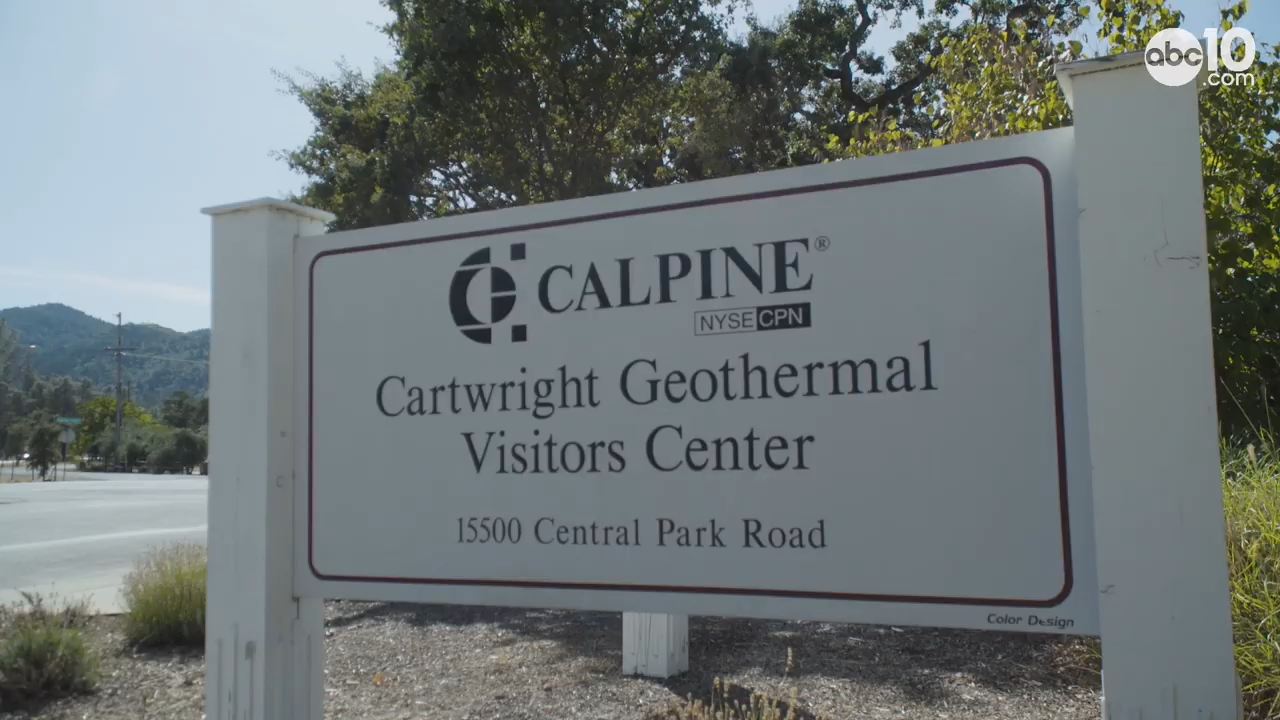 abc10
.com
CALPINE®
NYSE CPN
Cartwright Geothermal
Visitors Center
15500 Central Park Road
Color Design